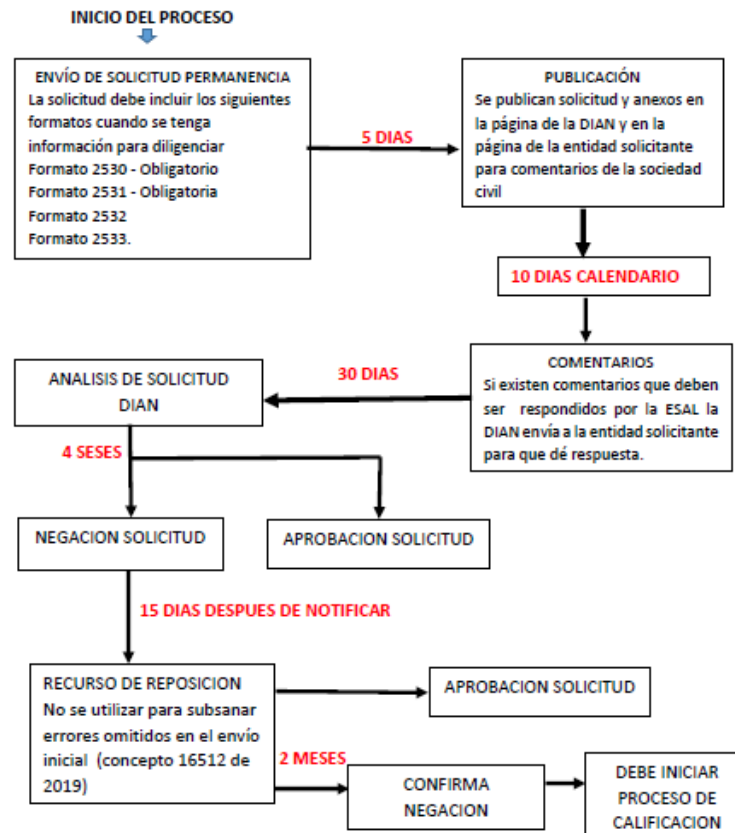 INICIO DEL PROCESO
ENVÍO DE SOLICITUD PERMANENCIA
La solicitud debe incluir los siguientes
formatos cuando se tenga
información para diligenciar
Formato 2530 - Obligatorio
Formato 2531 - Obligatoria
Formato 2532
Formato 2533.
5 DIAS
PUBLICACIÓN
Se publican solicitud y anexos en
la página de la DIAN y en la
página de la entidad solicitante
para comentarios de la sociedad
civil
10 DIAS CALENDARIO
COMENTARIOS
Si existen comentarios que deben
ser respondidos por la ESAL la
DIAN envía a la entidad solicitante
para que dé respuesta.
30 DIAS
ANALISIS DE SOLICITUD
DIAN
4 SESES
NEGACION SOLICITUD
APROBACION SOLICITUD
15 DIAS DESPUES DE NOTIFICAR
RECURSO DE REPOSICION
No se utilizar para subsanar
errores omitidos en el envío
inicial (concepto 16512 de
2019)
APROBACION SOLICITUD
2 MESES
CONFIRMA
NEGACION
DEBE INICIAR
PROCESO DE
CALIFICACION